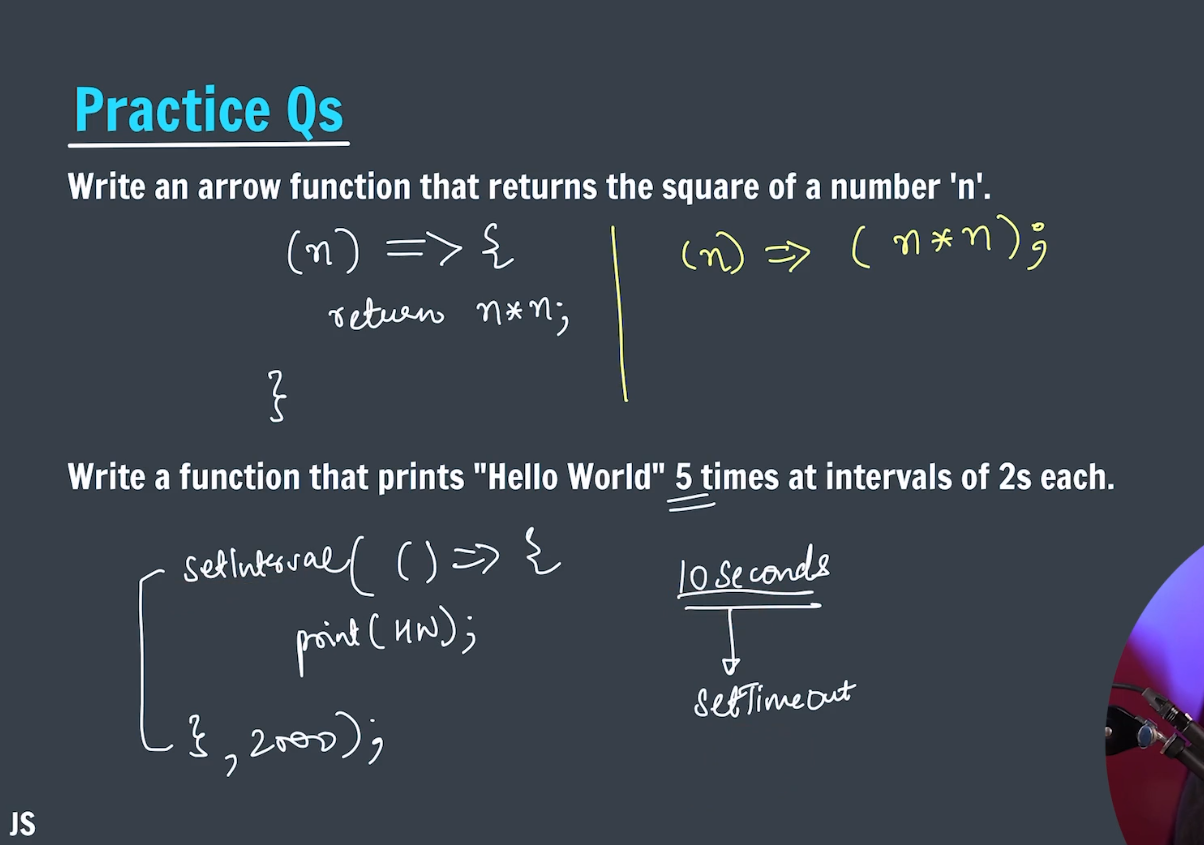 Practice Qs
Write an arrow function that returns the square of a number 'n'.
(n) => {
return n*n;
}
(n) => (n*n);
Write a function that prints "Hello World" 5 times at intervals of 2s each.
setInterval( () => {
print(HW);
}, 2000);
10 seconds
setTimeout
JS